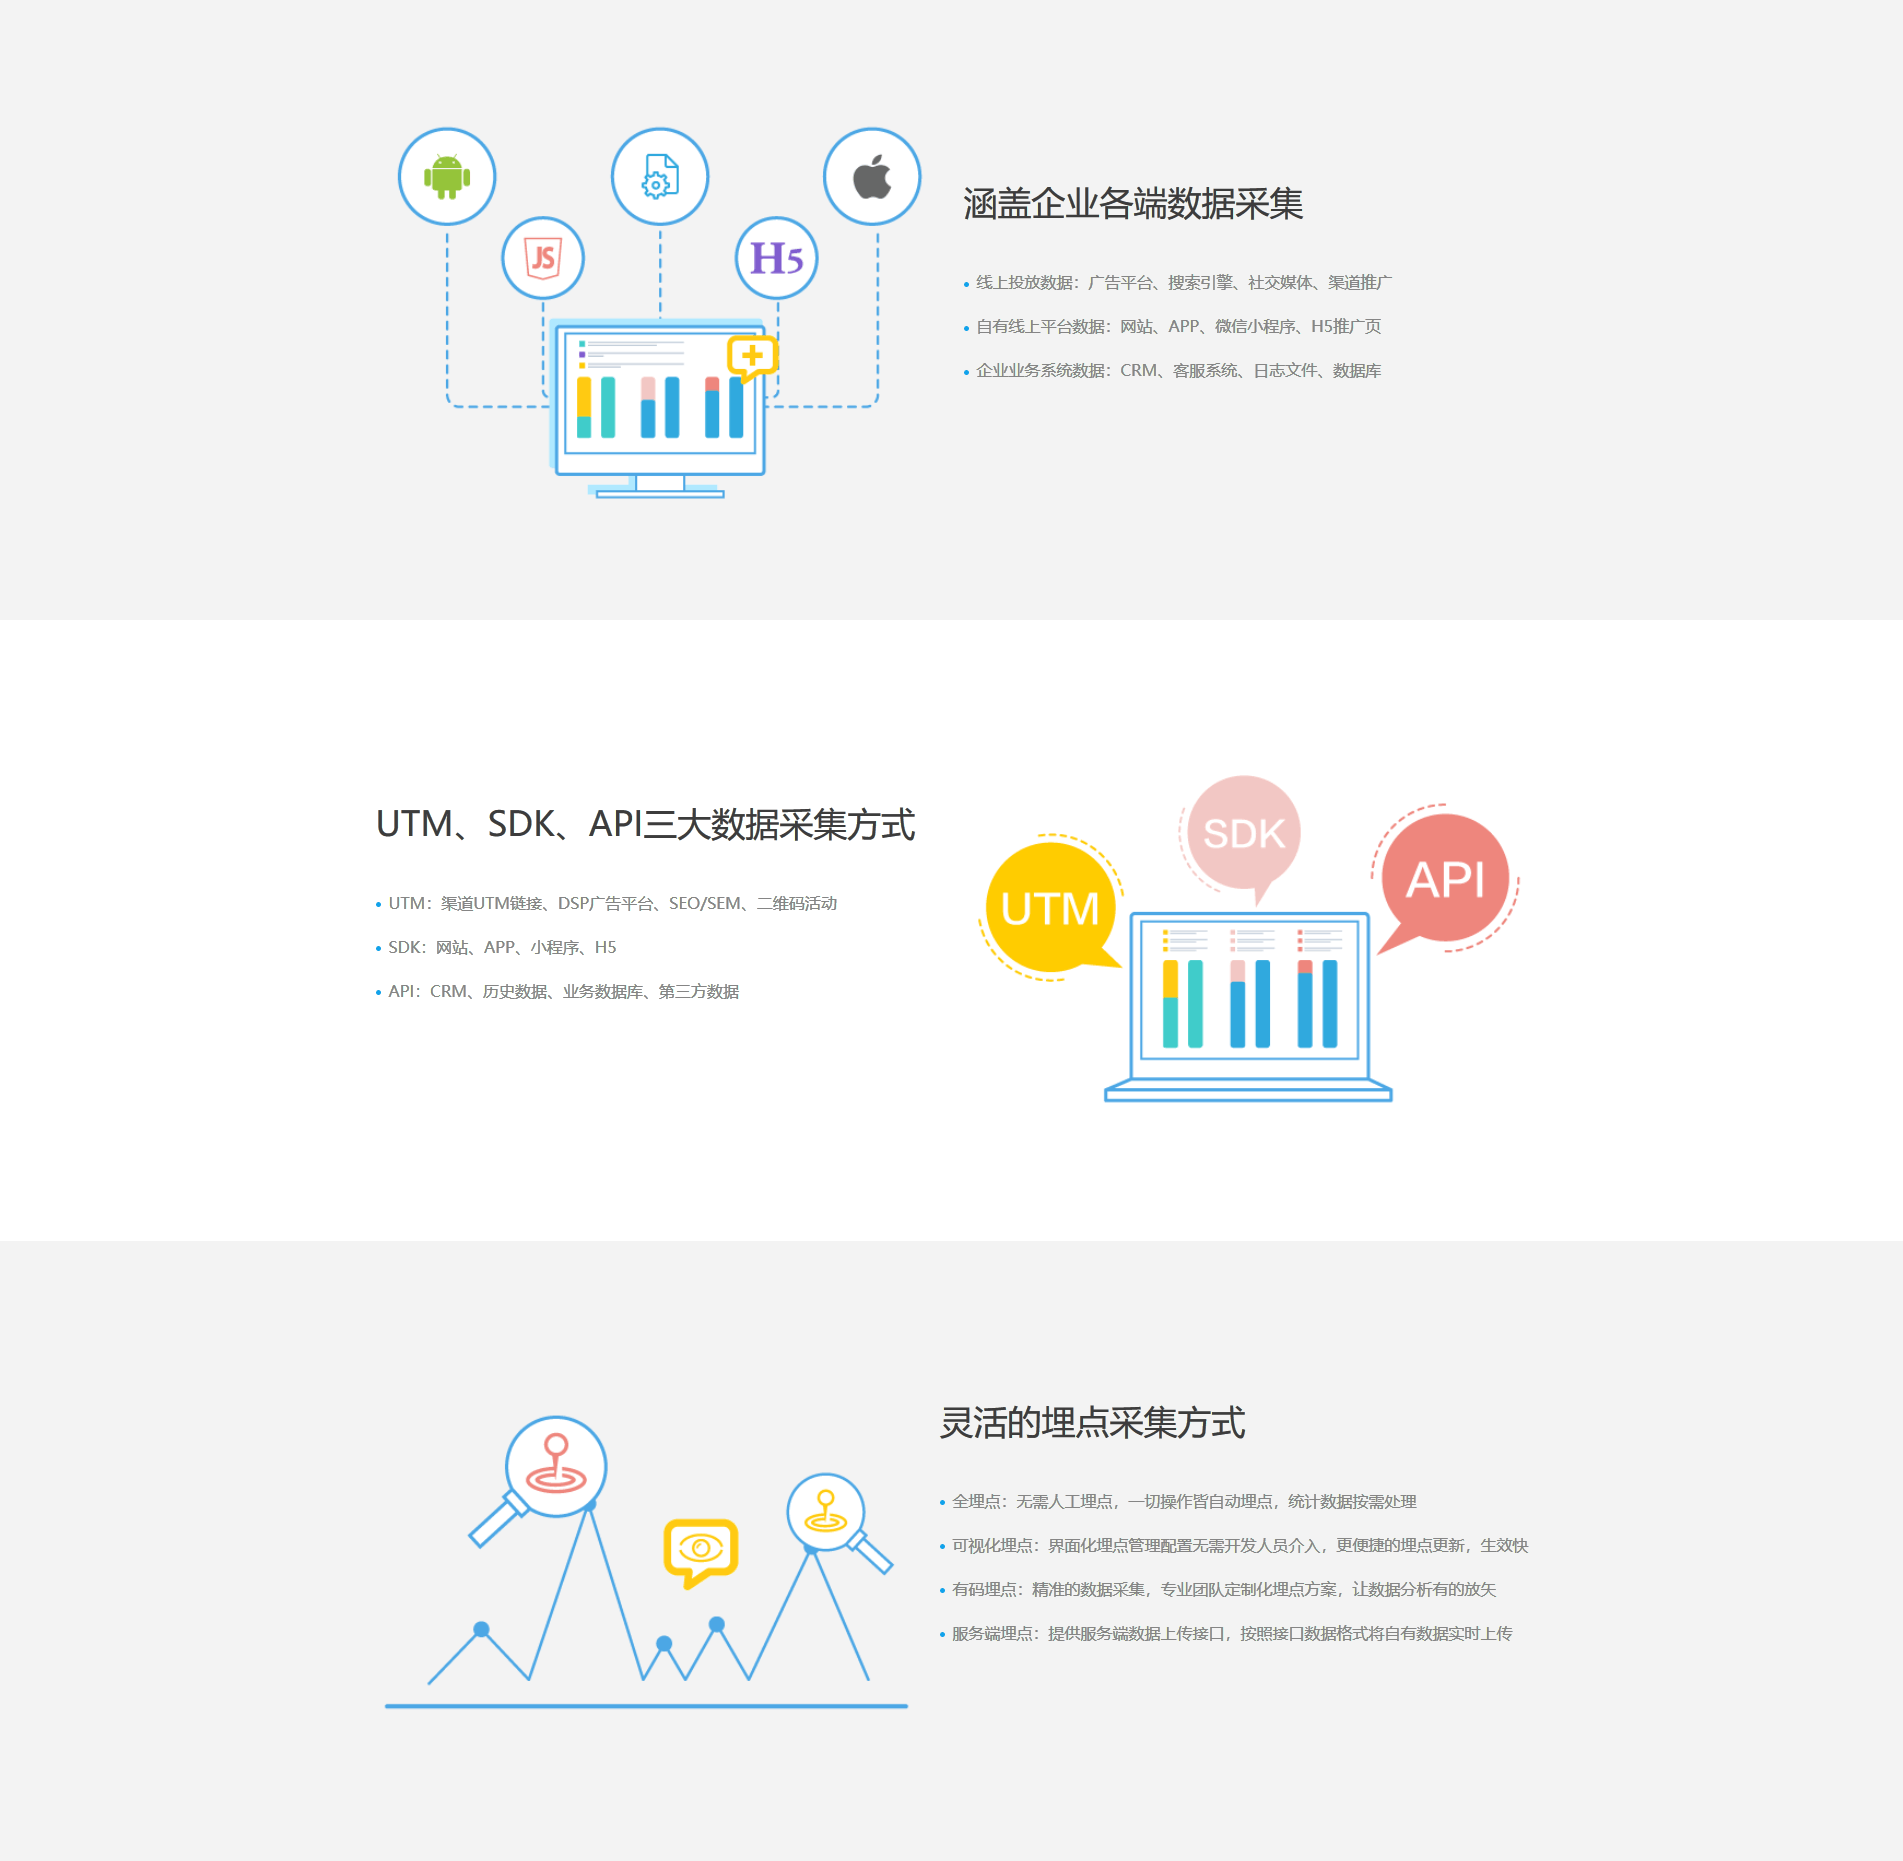 JS
H5
涵盖企业各端数据采集
线上投放数据：广告平台、搜索引擎、社交媒体、渠道推广
自有线上平台数据：网站、APP、微信小程序、H5推广页
企业业务系统数据：CRM、客服系统、日志文件、数据库
UTM、SDK、API三大数据采集方式
UTM：渠道UTM链接、DSP广告平台、SEO/SEM、二维码活动
SDK：网站、APP、小程序、H5
API：CRM、历史数据、业务数据库、第三方数据
UTM
SDK
API
灵活的埋点采集方式
全埋点：无需人工埋点，一切操作皆自动埋点，统计数据按需处理
可视化埋点：界面化埋点管理配置无需开发人员介入，更便捷的埋点更新，生效快
有码埋点：精准的数据采集，专业团队定制化埋点方案，让数据分析有的放矢
服务端埋点：提供服务端数据上传接口，按照接口数据格式将自有数据实时上传